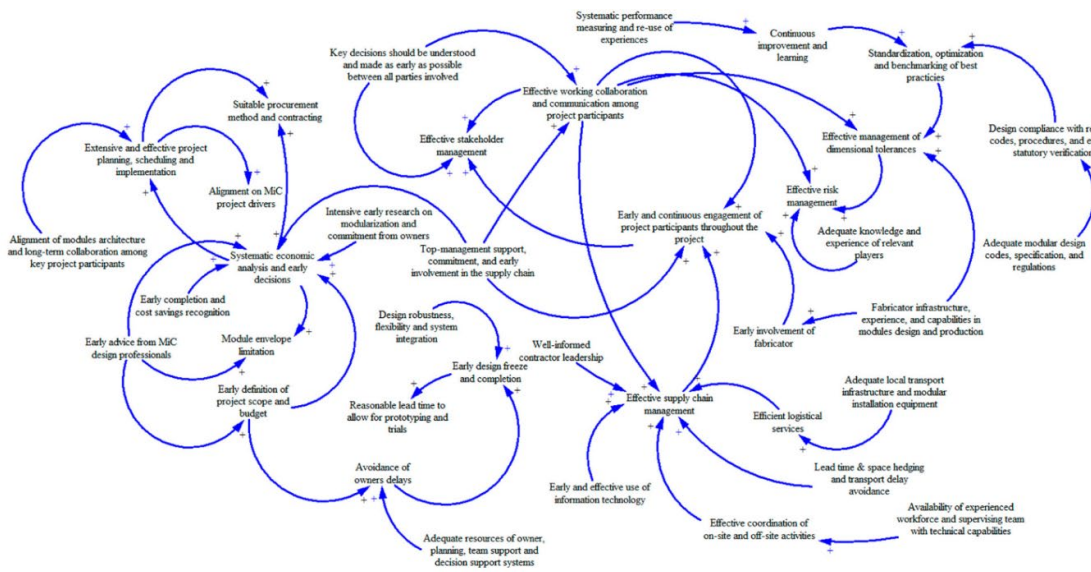 Systematic performance
measuring and re-use of
experiences
Continuous
improvement and
learning
Standardization, optimization
and benchmarking of best
practicies
Key decisions should be understood
and made as early as possible
between all parties involved
Effective working collaboration
and communication among
project participants
Suitable procurement
method and contracting
Extensive and effective project
planning, scheduling and
implementation
Effective stakeholder
management
Effective management of
dimensional tolerances
Design compliance with
codes, procedures, and
statutory verification
Alignment on MiC
project drivers
Effective risk
management
Alignment of modules architecture
and long-term collaboration among
key project participants
Intensive early research on
modularization and
commitment from owners
Early and continuous engagement of
project participants throughout the
project
Adequate knowledge and
experience of relevant
players
Systematic economic
analysis and early
decisions
Top-management support,
commitment, and early
involvement in the supply chain
Adequate modular design
codes, specification, and
regulations
Early completion and
cost savings recognition
Design robustness,
flexibility and system
integration
Early involvement of
fabricator
Fabricator infrastructure,
experience, and capabilities in
modules design and production
Early advice from MiC
design professionals
Module envelope
limitation
Well-informed
contractor leadership
Early design freeze
and completion
Early definition of
project scope and
budget
Reasonable lead time to
allow for prototyping and
trials
Effective supply chain
management
Adequate local transport
infrastructure and modular
installation equipment
Efficient logistical
services
Avoidance of
owners delays
Early and effective use of
information technology
Lead time & space hedging
and transport delay
avoidance
Effective coordination of
on-site and off-site activities
Availability of experienced
workforce and supervising team
with technical capabilities
Adequate resources of owner,
planning, team support and
decision support systems